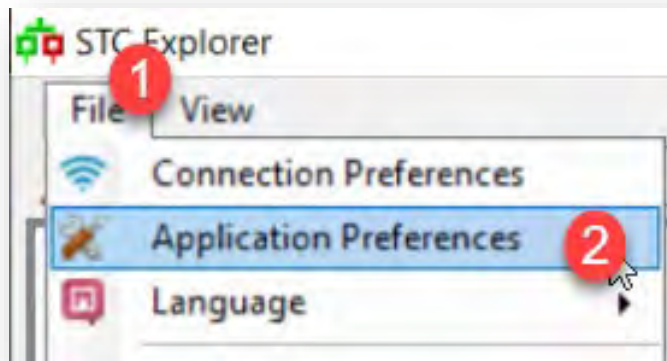 STC Explorer
1
File View
Connection Preferences
Application Preferences 2
Language